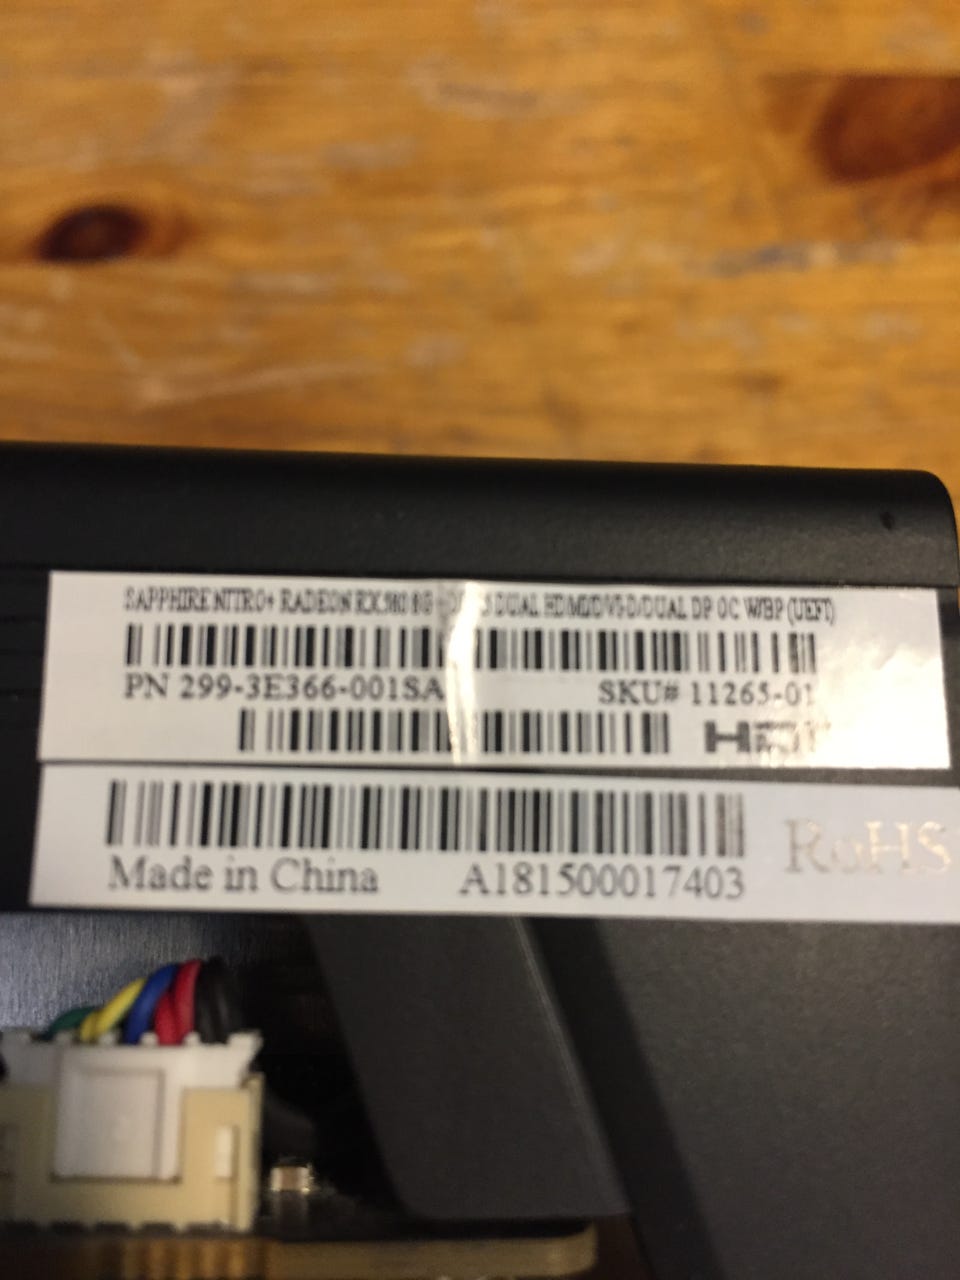 SAPPHIRE NITRO+ RADEON RX 580 8G DUAL HDMI/DVI-D/DUAL DP OC W/BP (UEFI)
PN 299-3E366-001SA SKU# 11265-01
Made in China A181500017403
RoHS